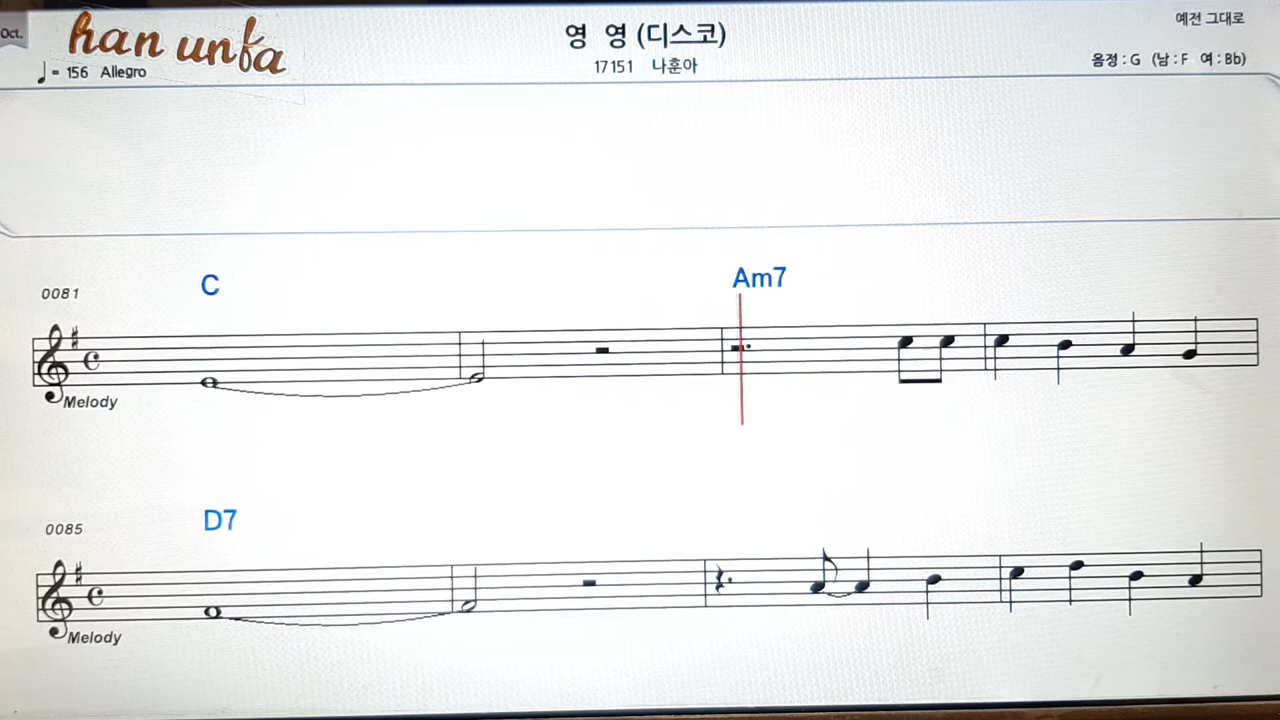 Oct.
han unfa
♩= 156 Allegro
영 영 (디스코)
17151 나훈아
예전 그대로
음정 : G (남 : F 여 : Bb)
C
Am7
0081
Melody
D7
0085
Melody